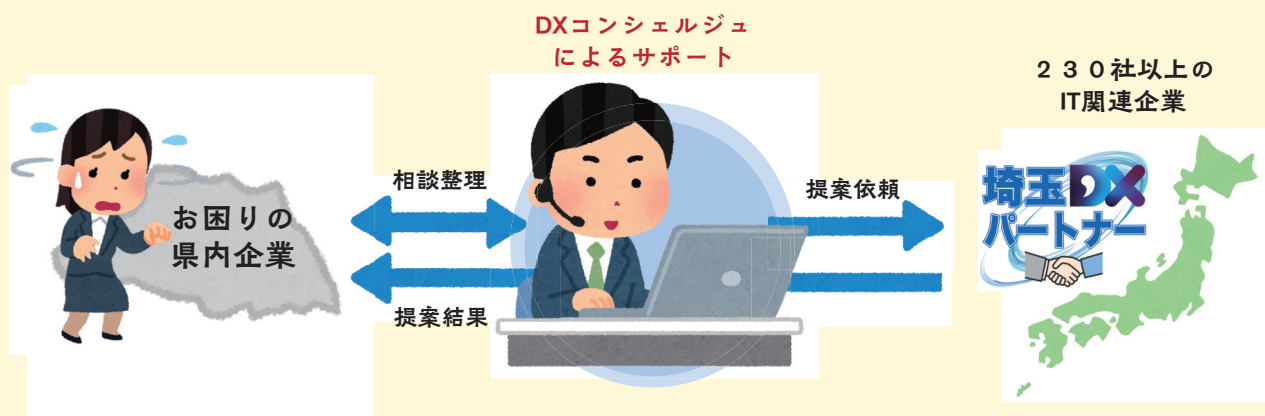 DXコンシェルジュ
によるサポート
230社以上の
IT関連企業
お困りの
県内企業
相談整理
提案結果
提案依頼
埼玉DX
パートナー